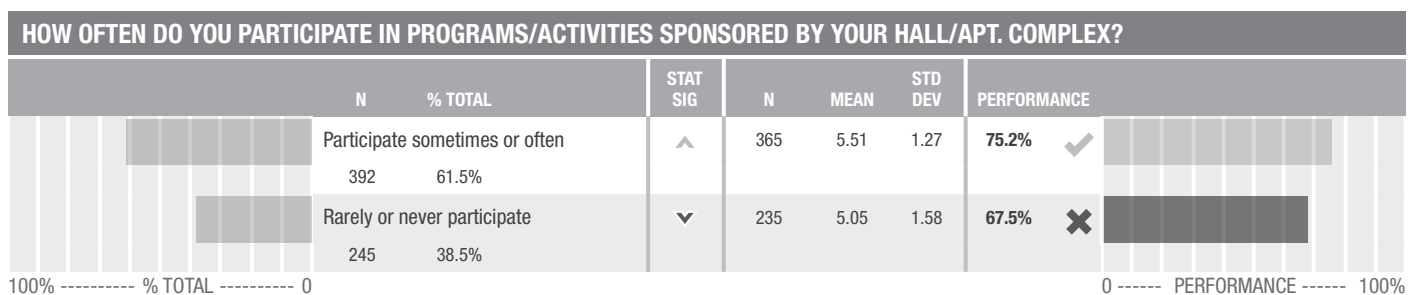 HOW OFTEN DO YOU PARTICIPATE IN PROGRAMS/ACTIVITIES SPONSORED BY YOUR HALL/APT. COMPLEX?
N % TOTAL STAT SIG N MEAN STD DEV PERFORMANCE
Participate sometimes or often 365 5.51 1.27 75.2%
392 61.5%
Rarely or never participate 235 5.05 1.58 67.5%
245 38.5%
100% ---------- % TOTAL ---------- 0 0 ------ PERFORMANCE ------ 100%